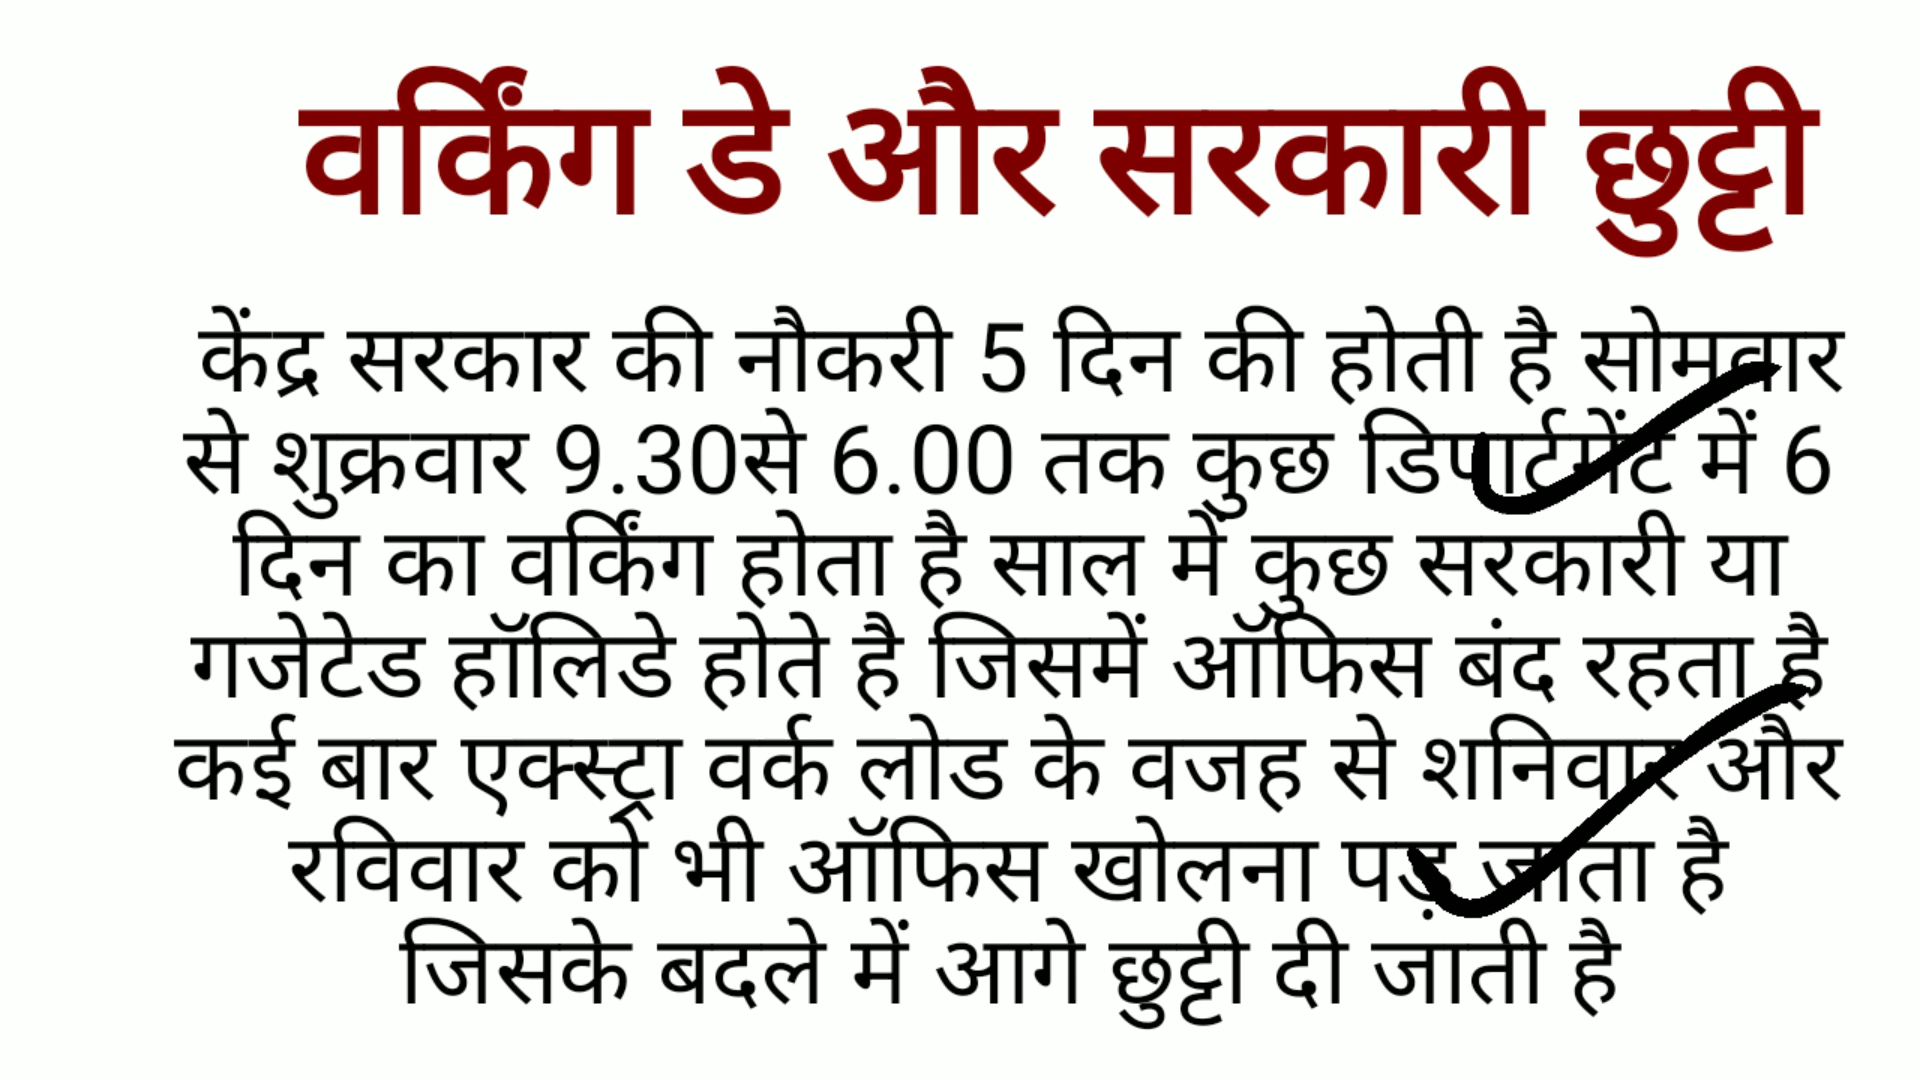 वर्किंग डे और सरकारी छुट्टी
केंद्र सरकार की नौकरी 5 दिन की होती है सोमवार
से शुक्रवार 9.30से 6.00 तक कुछ डिपार्टमेंट में 6
दिन का वर्किंग होता है साल में कुछ सरकारी या
गजेटेड हॉलिडे होते है जिसमें ऑफिस बंद रहता है
कई बार एक्स्ट्रा वर्क लोड के वजह से शनिवार और
रविवार को भी ऑफिस खोलना पड़ जाता है
जिसके बदले में आगे छुट्टी दी जाती है